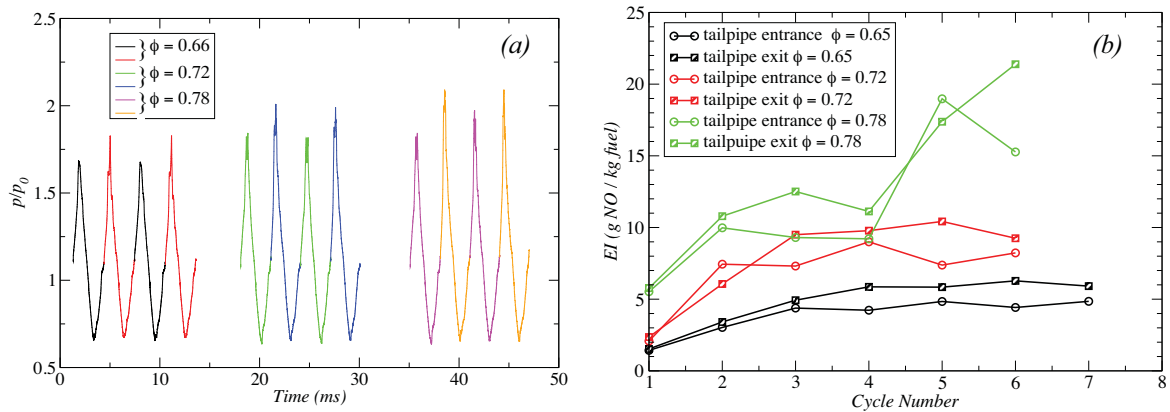 2.5
2
1.5
1
0.5
p/p0
0
10
20
30
40
50
Time (ms)
(a)
} ϕ = 0.66
} ϕ = 0.72
} ϕ = 0.78
25
20
15
10
5
0
EI (g NO / kg fuel)
1
2
3
4
5
6
7
8
Cycle Number
(b)
tailpipe entrance ϕ = 0.65
tailpipe exit ϕ = 0.65
tailpipe entrance ϕ = 0.72
tailpipe exit ϕ = 0.72
tailpipe entrance ϕ = 0.78
tailpuipe exit ϕ = 0.78